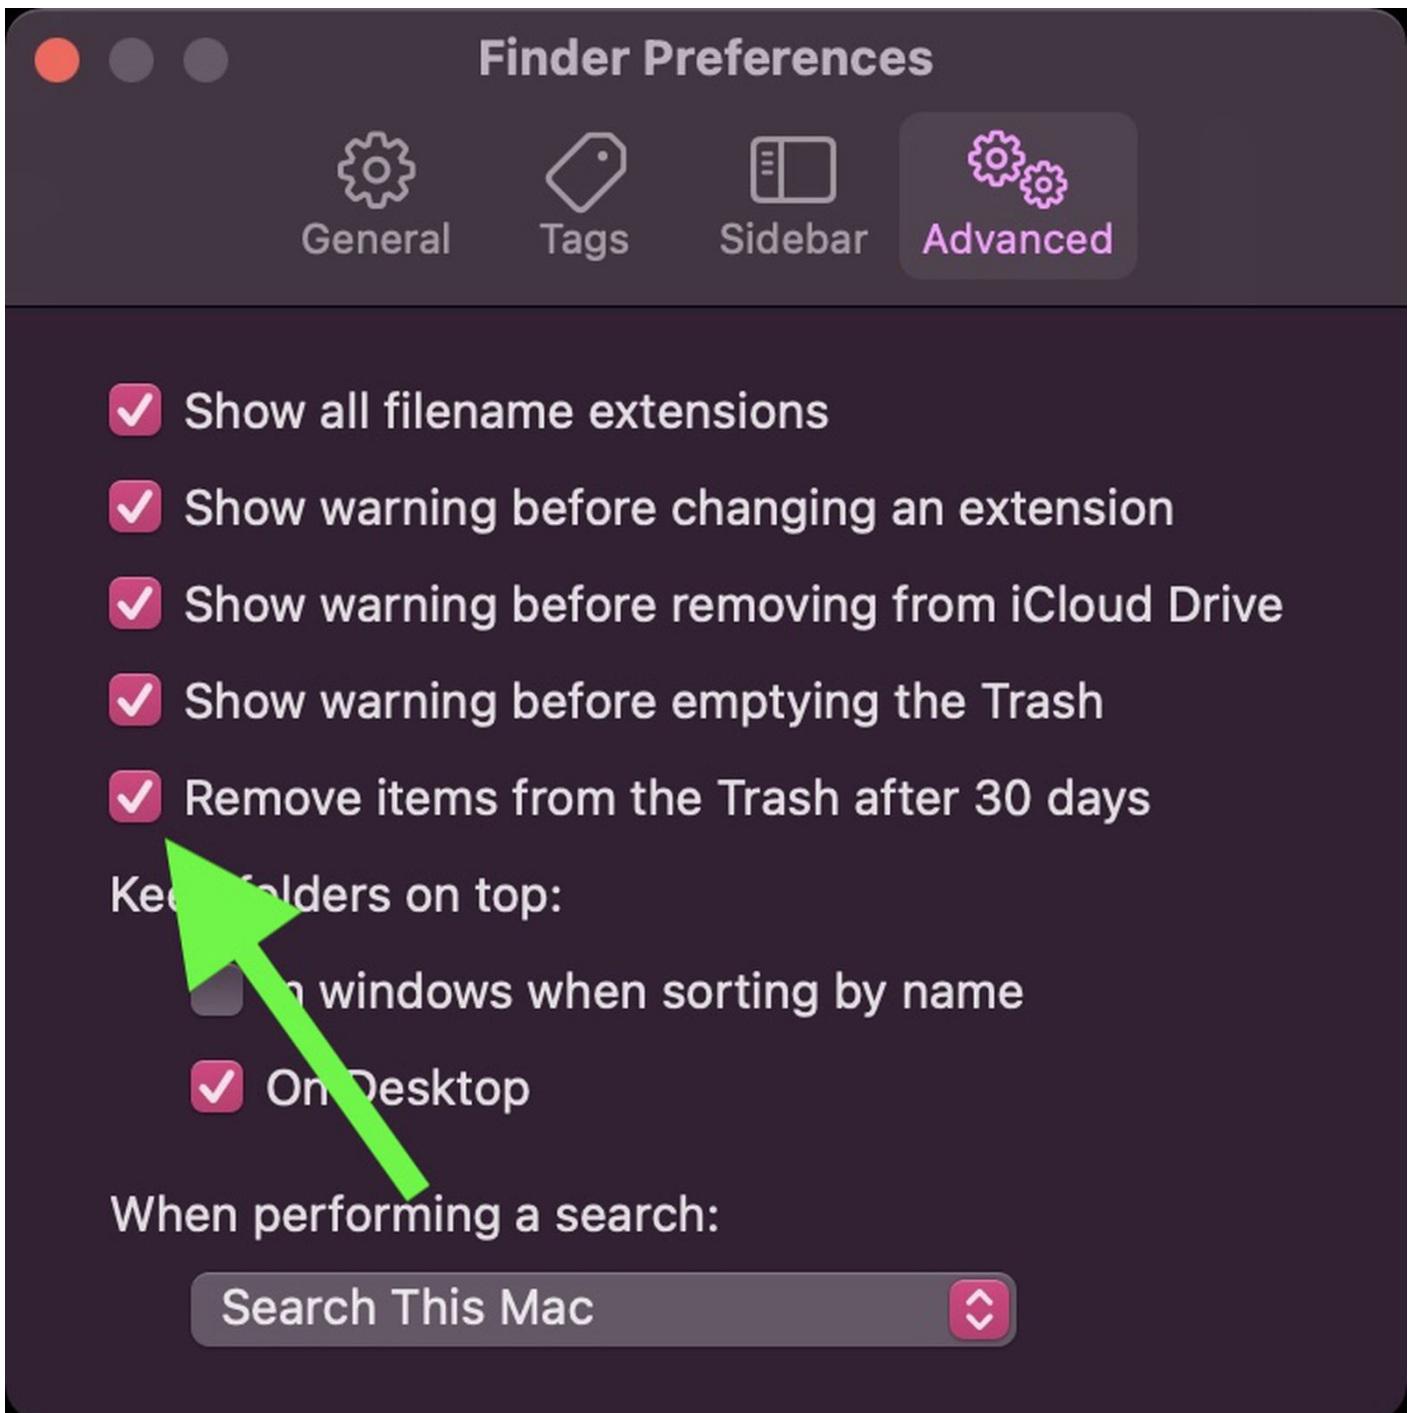 Finder Preferences
General Tags Sidebar Advanced
Show all filename extensions
Show warning before changing an extension
Show warning before removing from iCloud Drive
Show warning before emptying the Trash
Remove items from the Trash after 30 days
folders on top:
windows when sorting by name
On Desktop
When performing a search:
Search This Mac